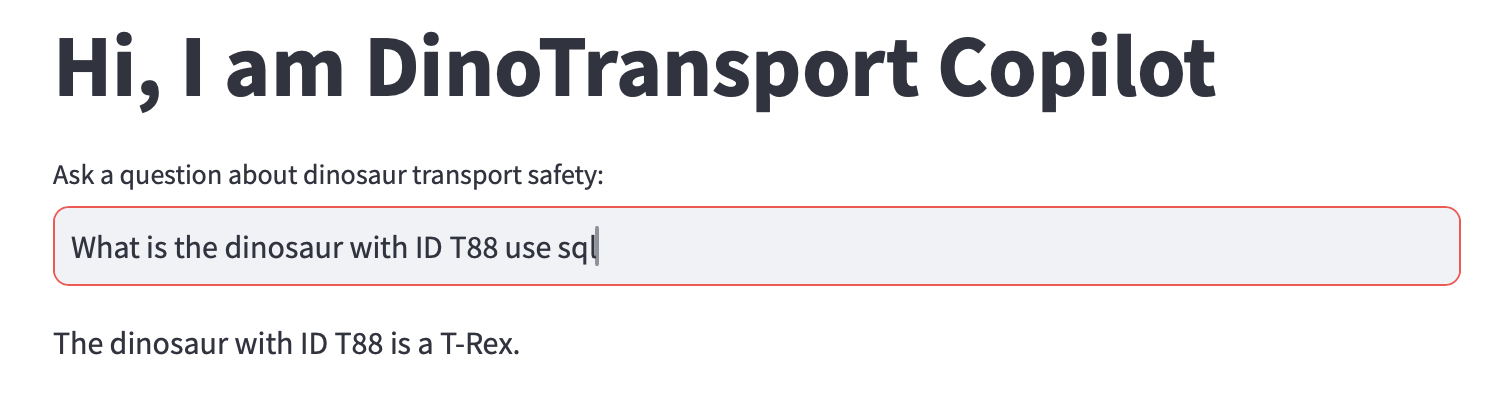 Hi, I am DinoTransport Copilot
Ask a question about dinosaur transport safety:
What is the dinosaur with ID T88 use sql
The dinosaur with ID T88 is a T-Rex.